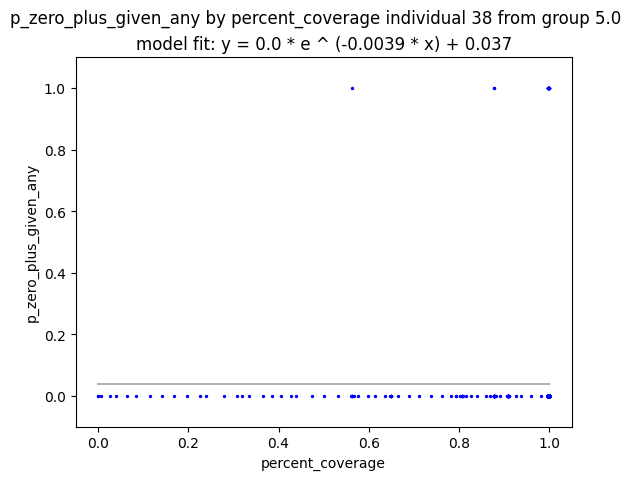 p_zero_plus_given_any by percent_coverage individual 38 from group 5.0
model fit: y = 0.0 * e ^ (-0.0039 * x) + 0.037
1.0
0.8
0.6
0.4
0.2
0.0
p_zero_plus_given_any
0.0 0.2 0.4 0.6 0.8 1.0
percent_coverage